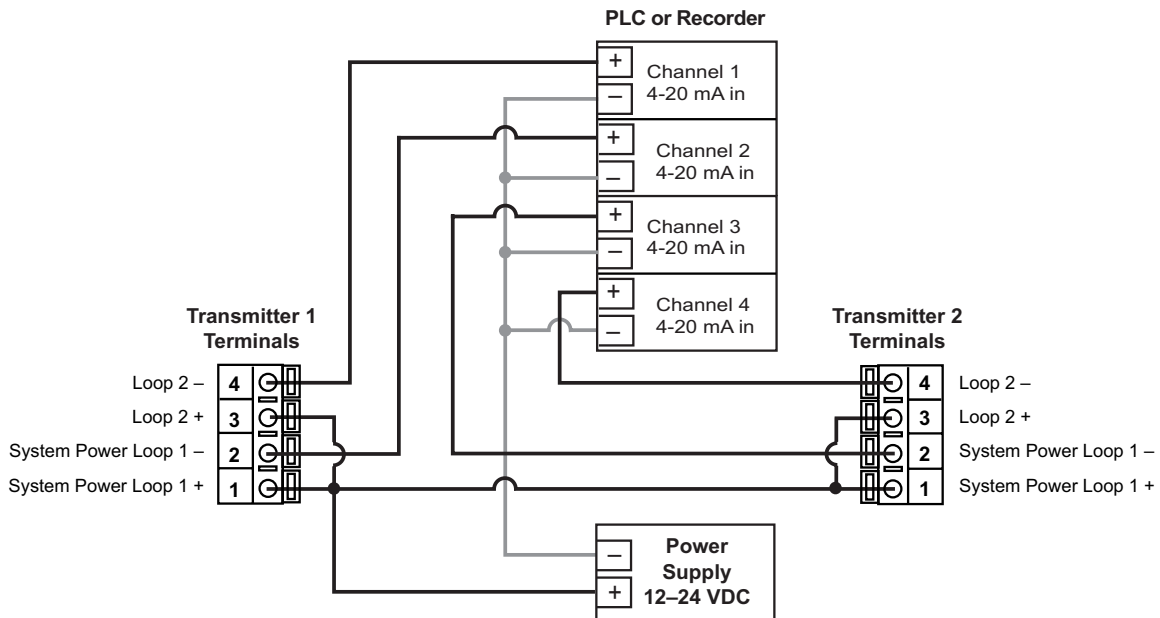 PLC or Recorder
+
Channel 1
4-20 mA in
–
+
Channel 2
4-20 mA in
–
+
Channel 3
4-20 mA in
–
+
Channel 4
4-20 mA in
–
Transmitter 1
Terminals
Loop 2 – 4
Loop 2 + 3
System Power Loop 1 – 2
System Power Loop 1 + 1
Transmitter 2
Terminals
4 Loop 2 –
3 Loop 2 +
2 System Power Loop 1 –
1 System Power Loop 1 +
–
+
Power
Supply
12–24 VDC